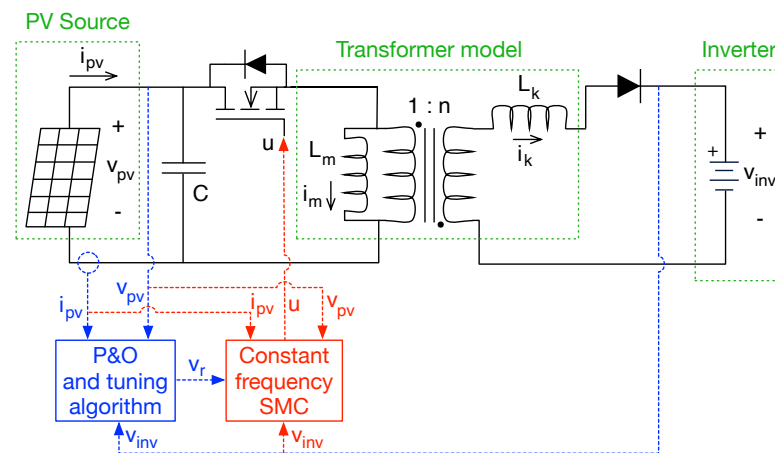 PV Source
Transformer model
Inverter
i_pv
1 : n
L_k
+
v_pv
-
C
u
L_m
i_m
i_k
+
+
v_inv
-
v_pv
i_pv
i_pv
u
v_pv
P&O
and tuning
algorithm
v_r
Constant
frequency
SMC
v_inv
v_inv